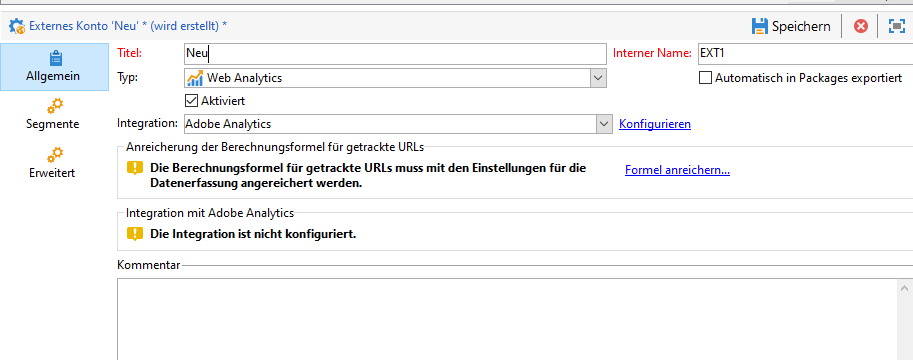 Externes Konto 'Neu' * (wird erstellt) *
Speichern
Allgemein
Segmente
Erweitert
Titel:
Neu
Interner Name:
EXT1
Typ:
Web Analytics
Automatisch in Packages exportiert
Aktiviert
Integration:
Adobe Analytics
Konfigurieren
Anreicherung der Berechnungsformel für getrackte URLs
Die Berechnungsformel für getrackte URLs muss mit den Einstellungen für die
Datenerfassung angereichert werden.
Formel anreichern...
Integration mit Adobe Analytics
Die Integration ist nicht konfiguriert.
Kommentar